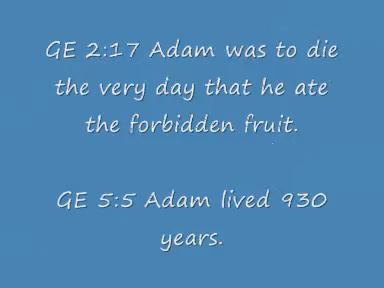 GE 2:17 Adam was to die
the very day that he ate
the forbidden fruit.
GE 5:5 Adam lived 930
years.